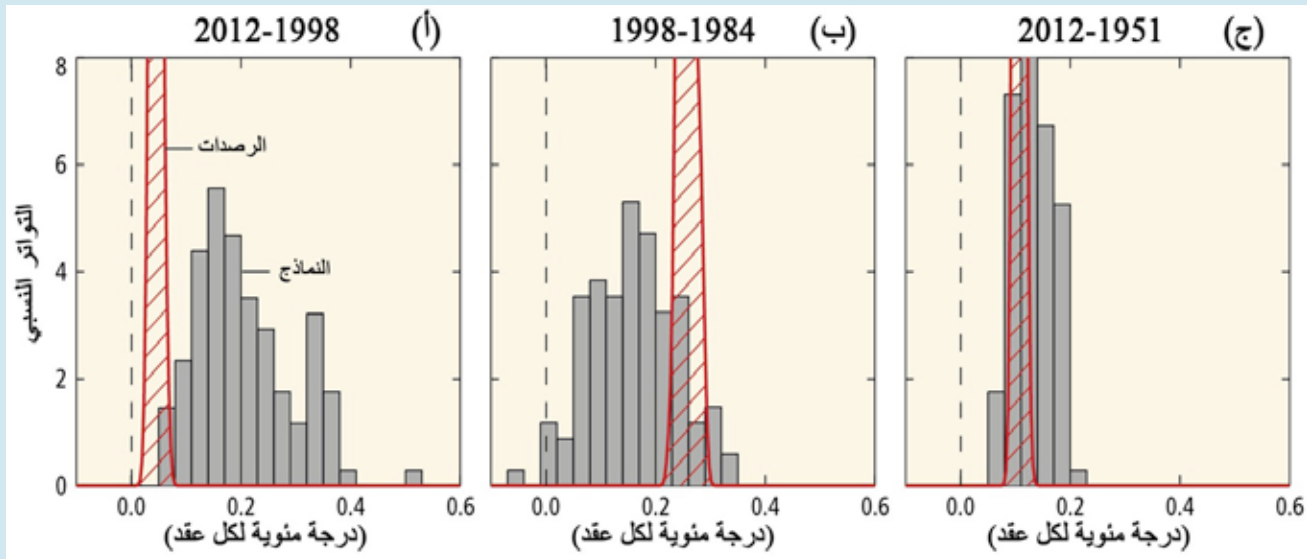 (أ) 2012-1998
(ب) 1998-1984
(ج) 2012-1951
التواتر النسبي
8
6
4
2
0
الرصدات
النماذج
0.0 0.2 0.4 0.6
0.0 0.2 0.4 0.6
0.0 0.2 0.4 0.6
(درجة مئوية لكل عقد)
(درجة مئوية لكل عقد)
(درجة مئوية لكل عقد)